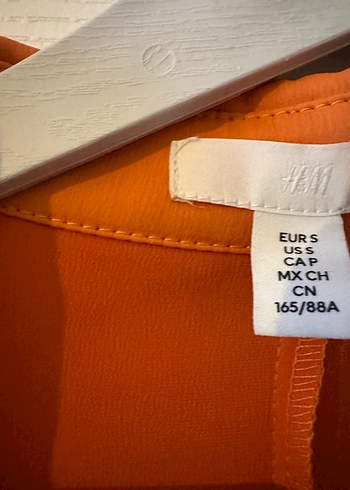 H&M
EUR S
US S
CA P
MX CH
CN
165/88A